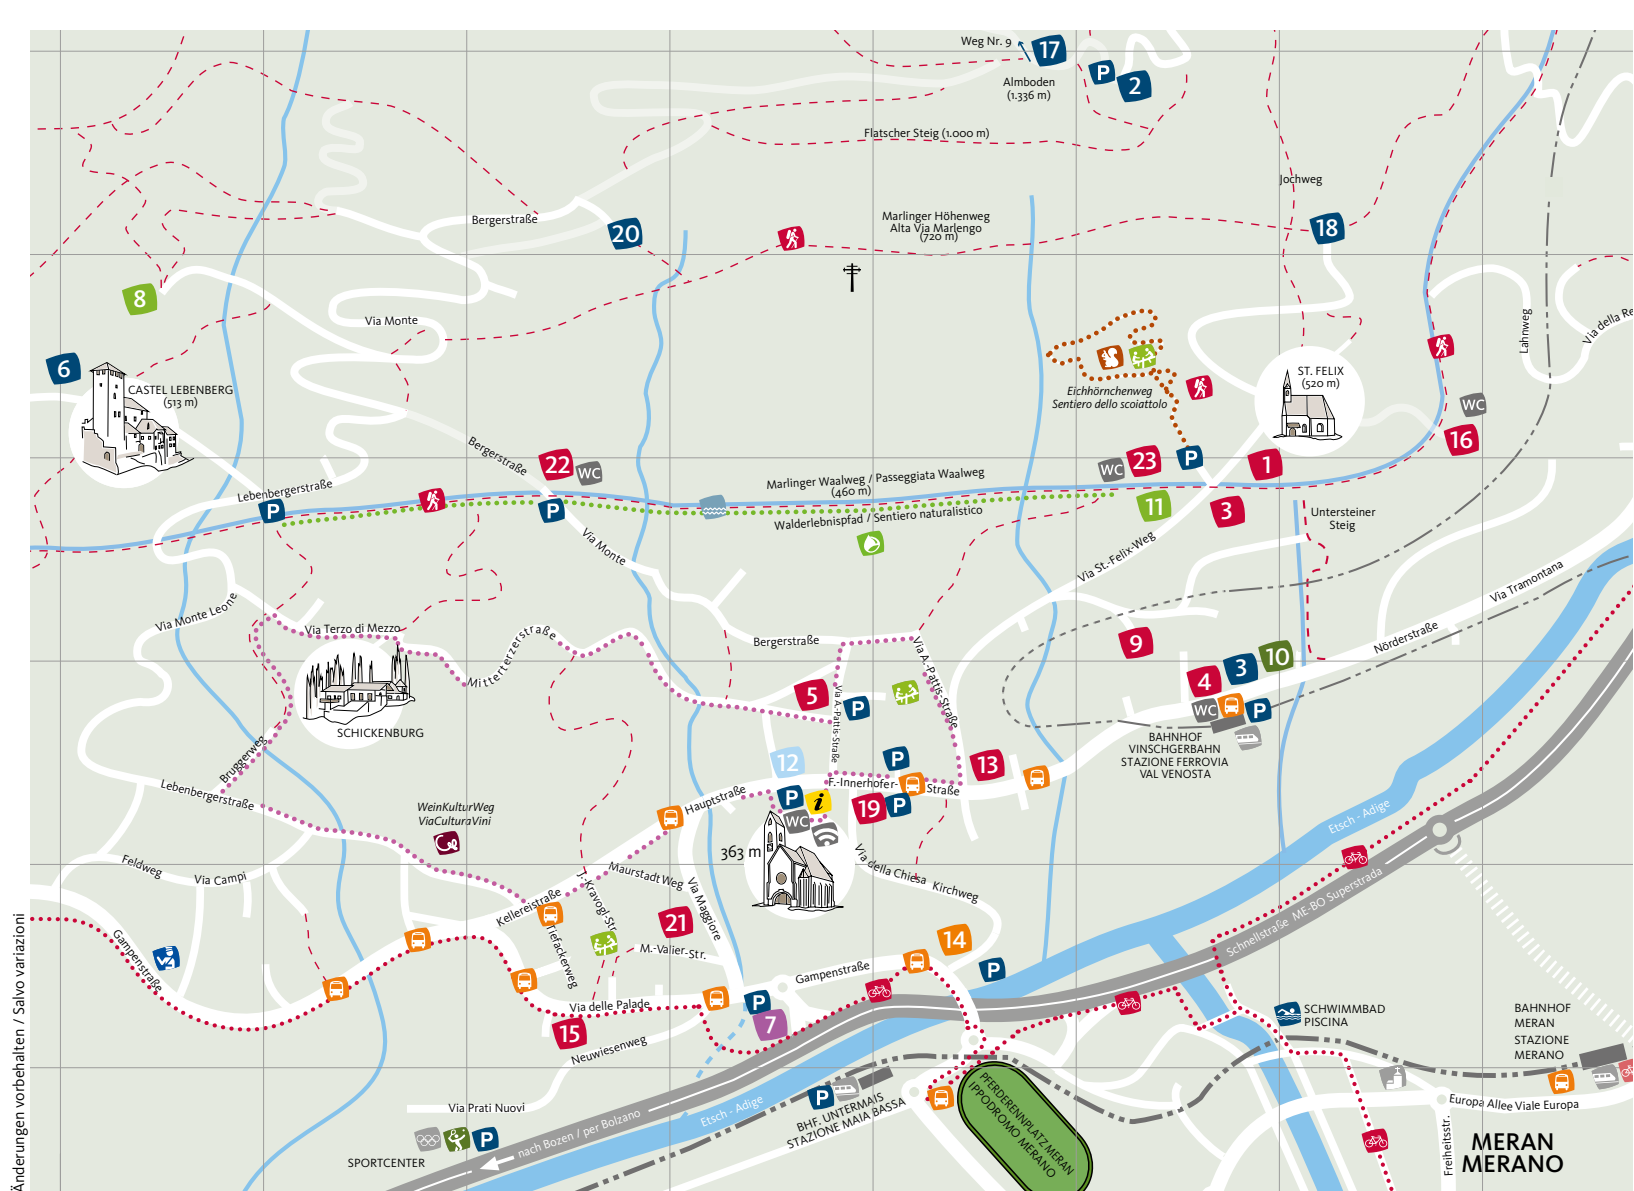 Weg Nr. 9
17
P
2
Almboden
(1.336 m)
Flatscher Steig (1.000 m)
Jochweg
Bergerstraße
20
Marlinger Höhenweg
Alta Via Marlengo
(720 m)
18
8
Via Monte
Lahnweg
Via della Re
6
CASTEL LEBENBERG
(513 m)
ST. FELIX
(520 m)
Eichhörnchenweg
Sentiero dello scoiattolo
WC
16
Bergerstraße
22
WC
WC
23
P
1
Lebenbergerstraße
Marlinger Waalweg / Passeggiata Waalweg
(460 m)
P
P
11
3
Walderlebnispfad / Sentiero naturalistico
Untersteiner
Steig
Via Monte
Via St.-Felix-Weg
Via Tramontana
Via Monte Leone
Via Terzo di Mezzo
Mitterterzerstraße
Bergerstraße
Via A.-Pattis-Straße
9
Nörderstraße
4
3
10
5
Via A.-Pattis-Straße
P
WC
P
SCHICKENBURG
BAHNHOF
VINSCHGERBAHN
STAZIONE FERROVIA
VAL VENOSTA
Bruggerweg
12
P
13
Lebenbergerstraße
F.-Innerhofer-
Straße
Hauptstraße
P
i
19
P
WeinKulturWeg
ViaCulturaVini
WC
Etsch - Adige
363 m
Feldweg
Via Campi
Maurstadt Weg
Via della Chiesa Kirchweg
J.-Kravogl-Str.
Via Maggiore
Kellereistraße
Schnellstraße ME-BO Superstrada
21
Tiefackerweg
M.-Valier-Str.
14
Gampenstraße
Gampenstraße
P
Via delle Palade
P
7
15
SCHWIMMBAD
PISCINA
BAHNHOF
MERAN
STAZIONE
MERANO
Neuwiesenweg
Änderungen vorbehalten / Salvo variazioni
Via Prati Nuovi
nach Bozen / per Bolzano
Etsch - Adige
P
BHF. UNTERMAIS
STAZIONE MAIA BASSA
PFERDERENNPLATZ MERAN
IPPODROMO MERANO
Europa Allee Viale Europa
P
SPORTCENTER
Freiheitsstr.
MERAN
MERANO